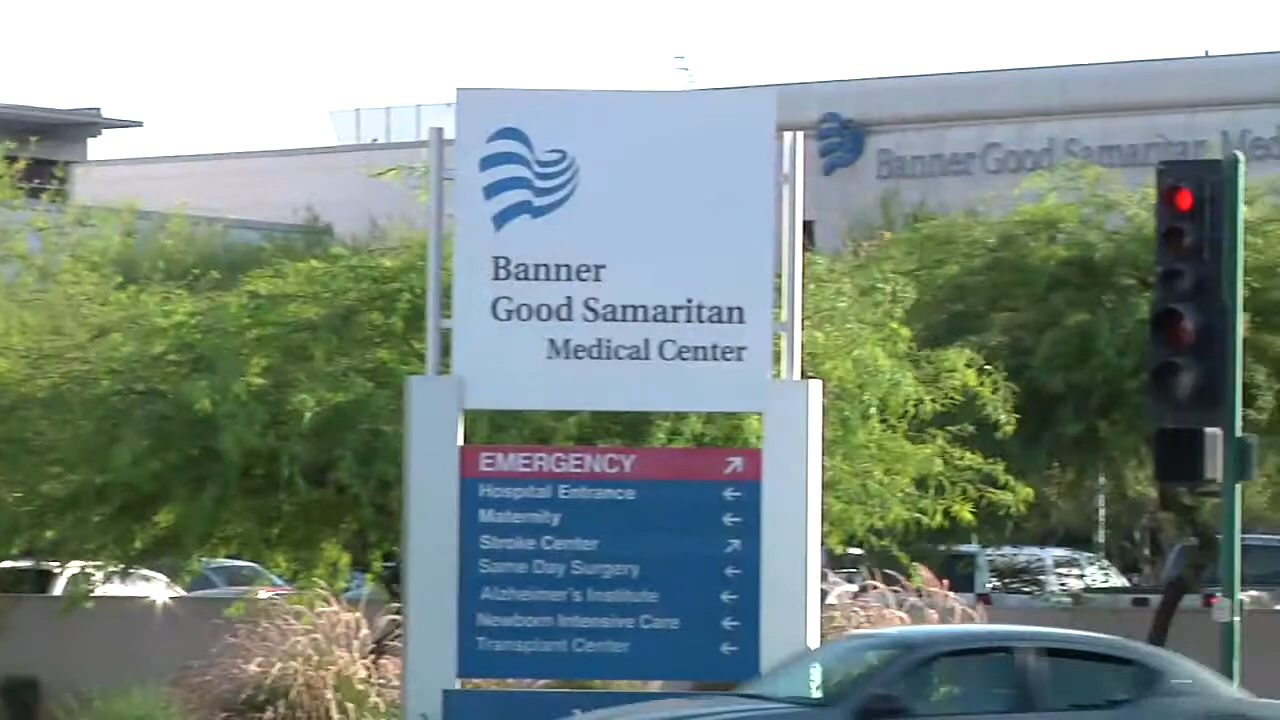 Banner
Good Samaritan
Medical Center
Banner Good Samaritan Med
EMERGENCY
Hospital Entrance
Maternity
Stroke Center
Same Day Surgery
Alzheimer's Institute
Newborn Intensive Care
Transplant Center